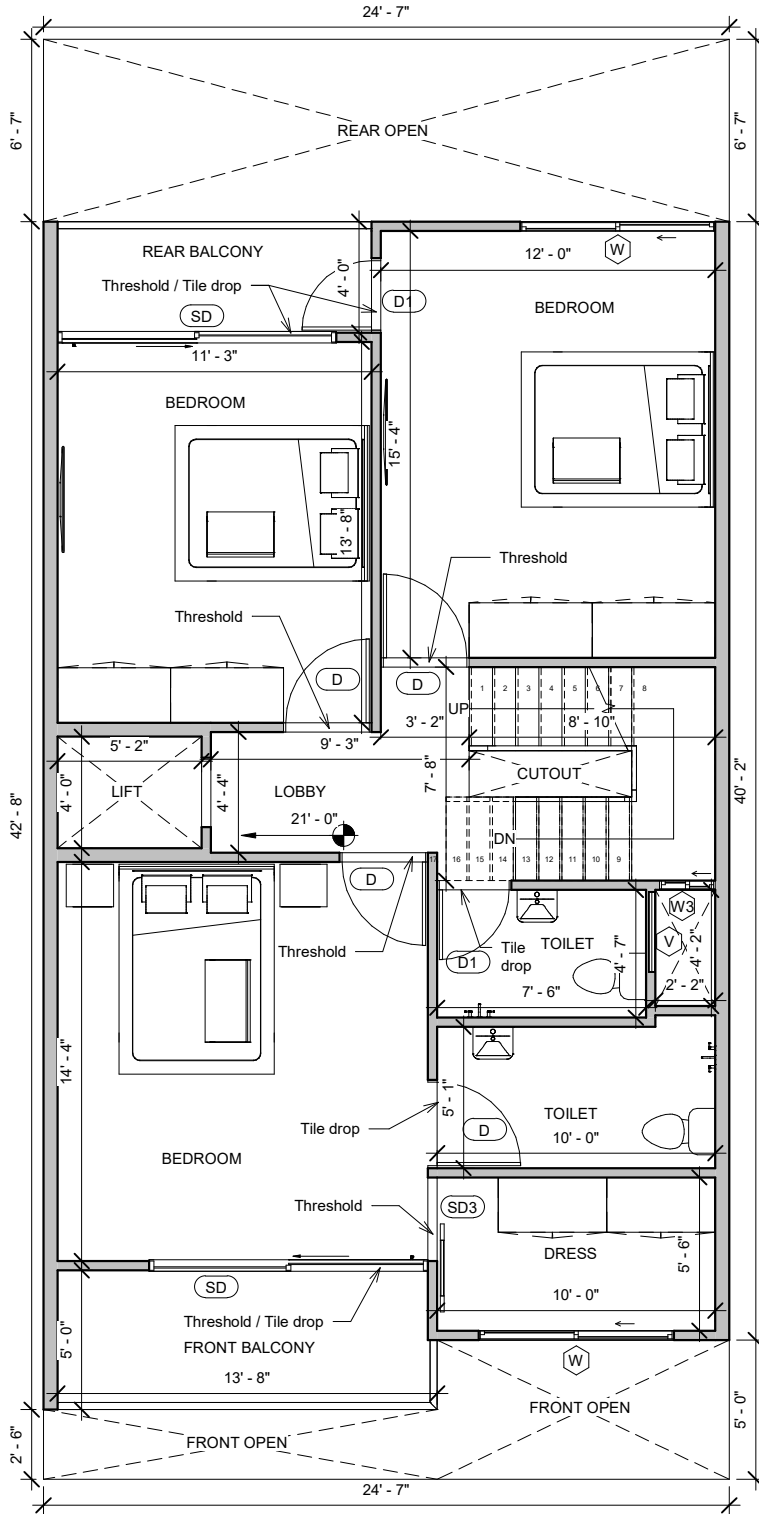 24' - 7"
6' - 7"
REAR OPEN
6' - 7"
REAR BALCONY
4' - 0"
12' - 0"
W
Threshold / Tile drop
D1
BEDROOM
SD
11' - 3"
BEDROOM
15' - 4"
13' - 8"
Threshold
Threshold
D
D
1 2 3 4 5 6 7 8
UP
3' - 2"
8' - 10"
5' - 2"
9' - 3"
4' - 0"
LIFT
4' - 4"
LOBBY
7' - 8"
CUTOUT
42' - 8"
40' - 2"
21' - 0"
DN
17 16 15 14 13 12 11 10 9
D
W3
Threshold
D1
Tile
drop
TOILET
4' - 7"
V
4' - 2"
7' - 6"
2' - 2"
14' - 4"
5' - 1"
Tile drop
D
TOILET
10' - 0"
BEDROOM
Threshold
SD3
DRESS
5' - 6"
SD
10' - 0"
Threshold / Tile drop
5' - 0"
FRONT BALCONY
W
13' - 8"
FRONT OPEN
5' - 0"
2' - 6"
FRONT OPEN
24' - 7"